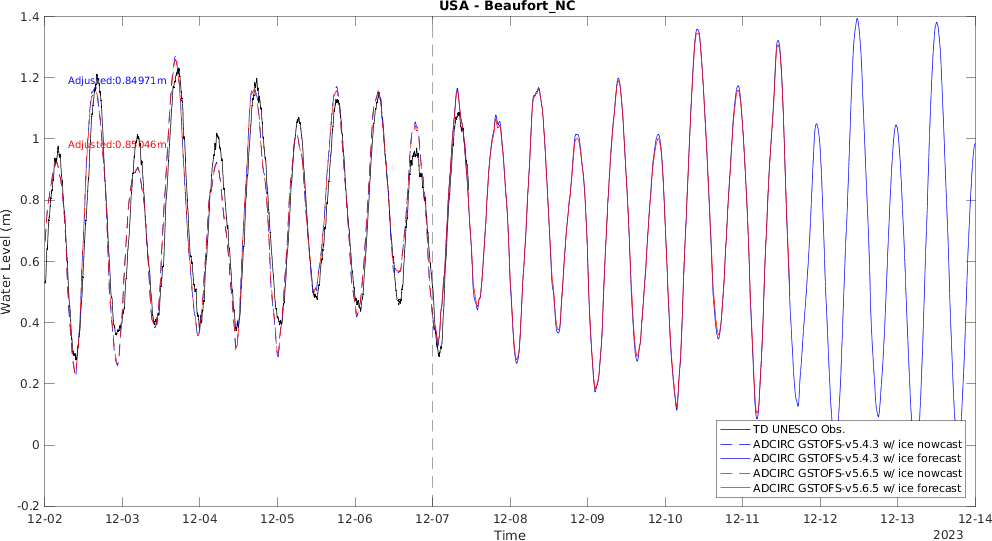 USA - Beaufort_NC
1.4
1.2
1
0.8
0.6
0.4
0.2
0
-0.2
Water Level (m)
Adjusted:0.84971m
Adjusted:0.85046m
TD UNESCO Obs.
ADCIRC GSTOFS-v5.4.3 w/ ice nowcast
ADCIRC GSTOFS-v5.4.3 w/ ice forecast
ADCIRC GSTOFS-v5.6.5 w/ ice nowcast
ADCIRC GSTOFS-v5.6.5 w/ ice forecast
12-02 12-03 12-04 12-05 12-06 12-07 12-08 12-09 12-10 12-11 12-12 12-13 12-14
Time
2023